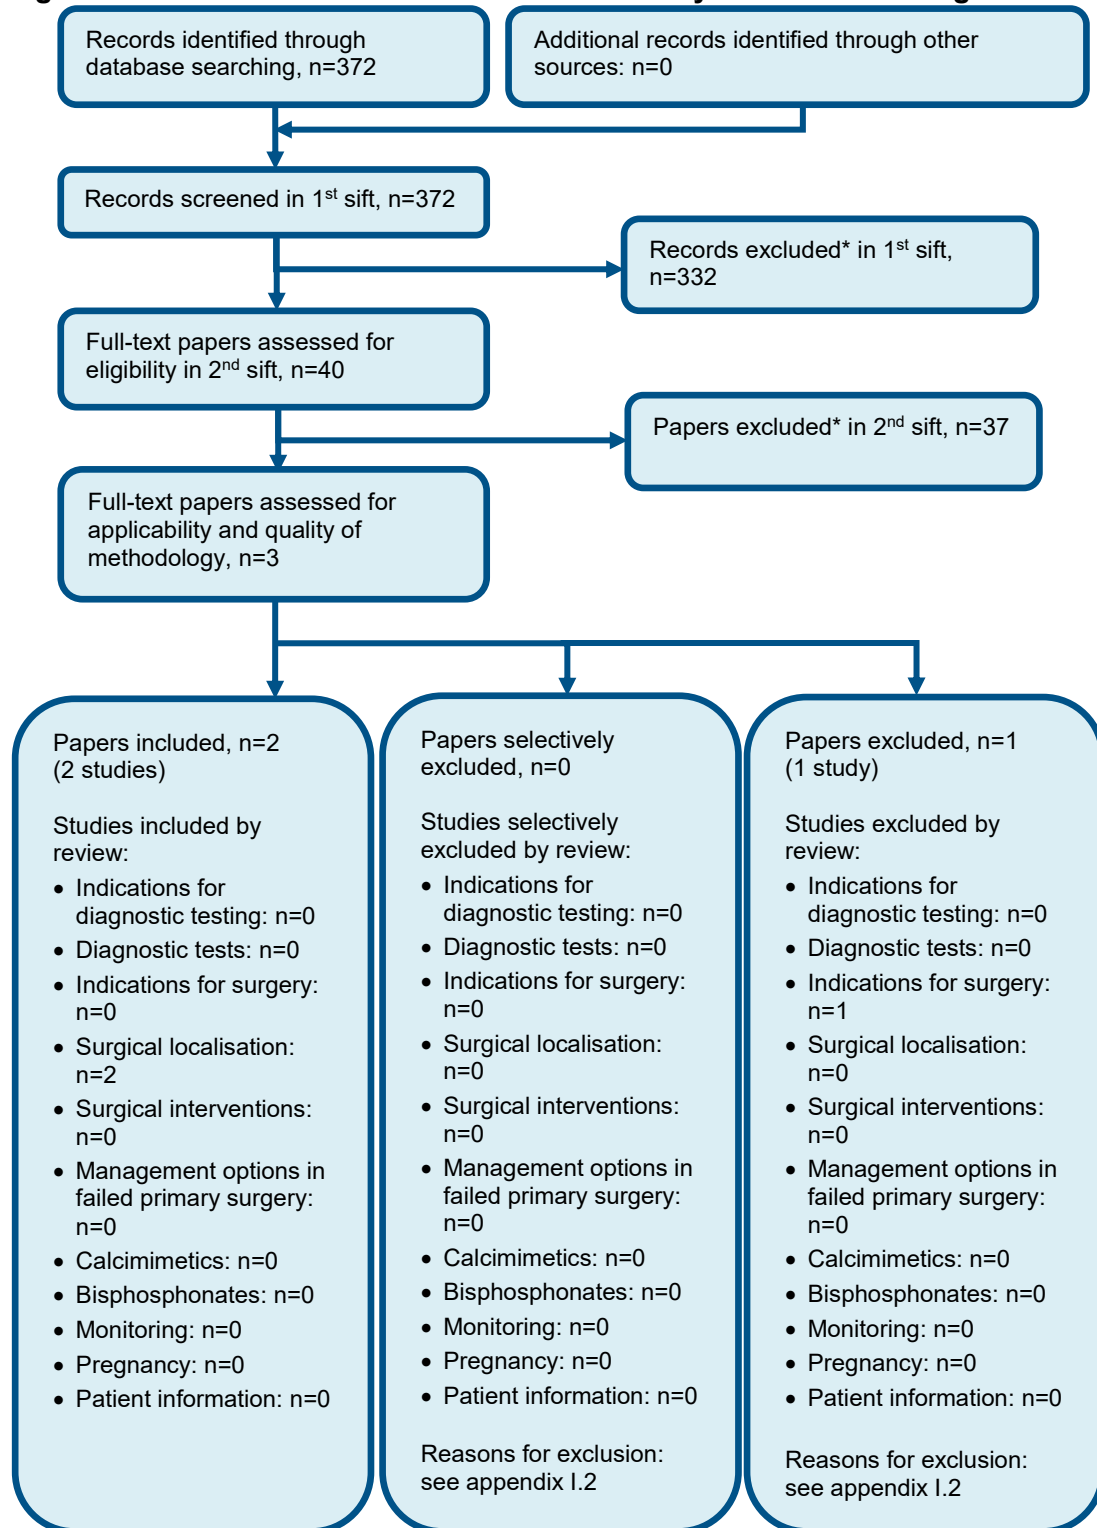 Records identified through
database searching, n=372
Additional records identified through other
sources: n=0
Records screened in 1st sift, n=372
Records excluded* in 1st sift,
n=332
Full-text papers assessed for
eligibility in 2nd sift, n=40
Papers excluded* in 2nd sift, n=37
Full-text papers assessed for
applicability and quality of
methodology, n=3
Papers included, n=2
(2 studies)
Studies included by
review:
• Indications for
diagnostic testing: n=0
• Diagnostic tests: n=0
• Indications for surgery:
n=0
• Surgical localisation:
n=2
• Surgical interventions:
n=0
• Management options in
failed primary surgery:
n=0
• Calcimimetics: n=0
• Bisphosphonates: n=0
• Monitoring: n=0
• Pregnancy: n=0
• Patient information: n=0
Papers selectively
excluded, n=0
Studies selectively
excluded by review:
• Indications for
diagnostic testing: n=0
• Diagnostic tests: n=0
• Indications for surgery:
n=0
• Surgical localisation:
n=0
• Surgical interventions:
n=0
• Management options in
failed primary surgery:
n=0
• Calcimimetics: n=0
• Bisphosphonates: n=0
• Monitoring: n=0
• Pregnancy: n=0
• Patient information: n=0
Reasons for exclusion:
see appendix I.2
Papers excluded, n=1
(1 study)
Studies excluded by
review:
• Indications for
diagnostic testing: n=0
• Diagnostic tests: n=0
• Indications for surgery:
n=1
• Surgical localisation:
n=0
• Surgical interventions:
n=0
• Management options in
failed primary surgery:
n=0
• Calcimimetics: n=0
• Bisphosphonates: n=0
• Monitoring: n=0
• Pregnancy: n=0
• Patient information: n=0
Reasons for exclusion:
see appendix I.2